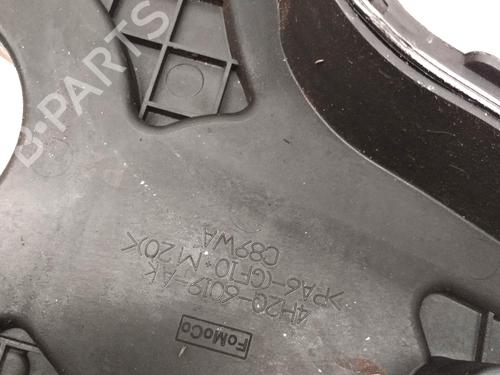 FoMoCo
4H2Q-6019-AK
>PA6-(GF10+M20)<
C89WA
B-PARTS